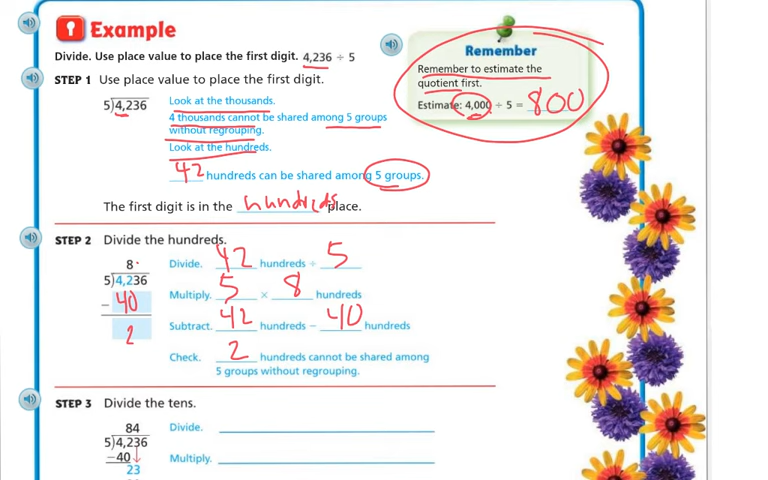 Example
Divide. Use place value to place the first digit. 4,236 ÷ 5
Remember
Remember to estimate the
quotient first.
Estimate: 4,000 ÷ 5 = 800
STEP 1 Use place value to place the first digit.
5)4,236
Look at the thousands.
4 thousands cannot be shared among 5 groups
without regrouping.
Look at the hundreds.
42 hundreds can be shared among 5 groups.
The first digit is in the hundreds place.
STEP 2 Divide the hundreds.
8
5)4,236
- 40
2
Divide. 42 hundreds ÷ 5
Multiply. 5 × 8 hundreds
Subtract. 42 hundreds – 40 hundreds
Check. 2 hundreds cannot be shared among
5 groups without regrouping.
STEP 3 Divide the tens.
84
5)4,236
-40
23
Divide.
Multiply.